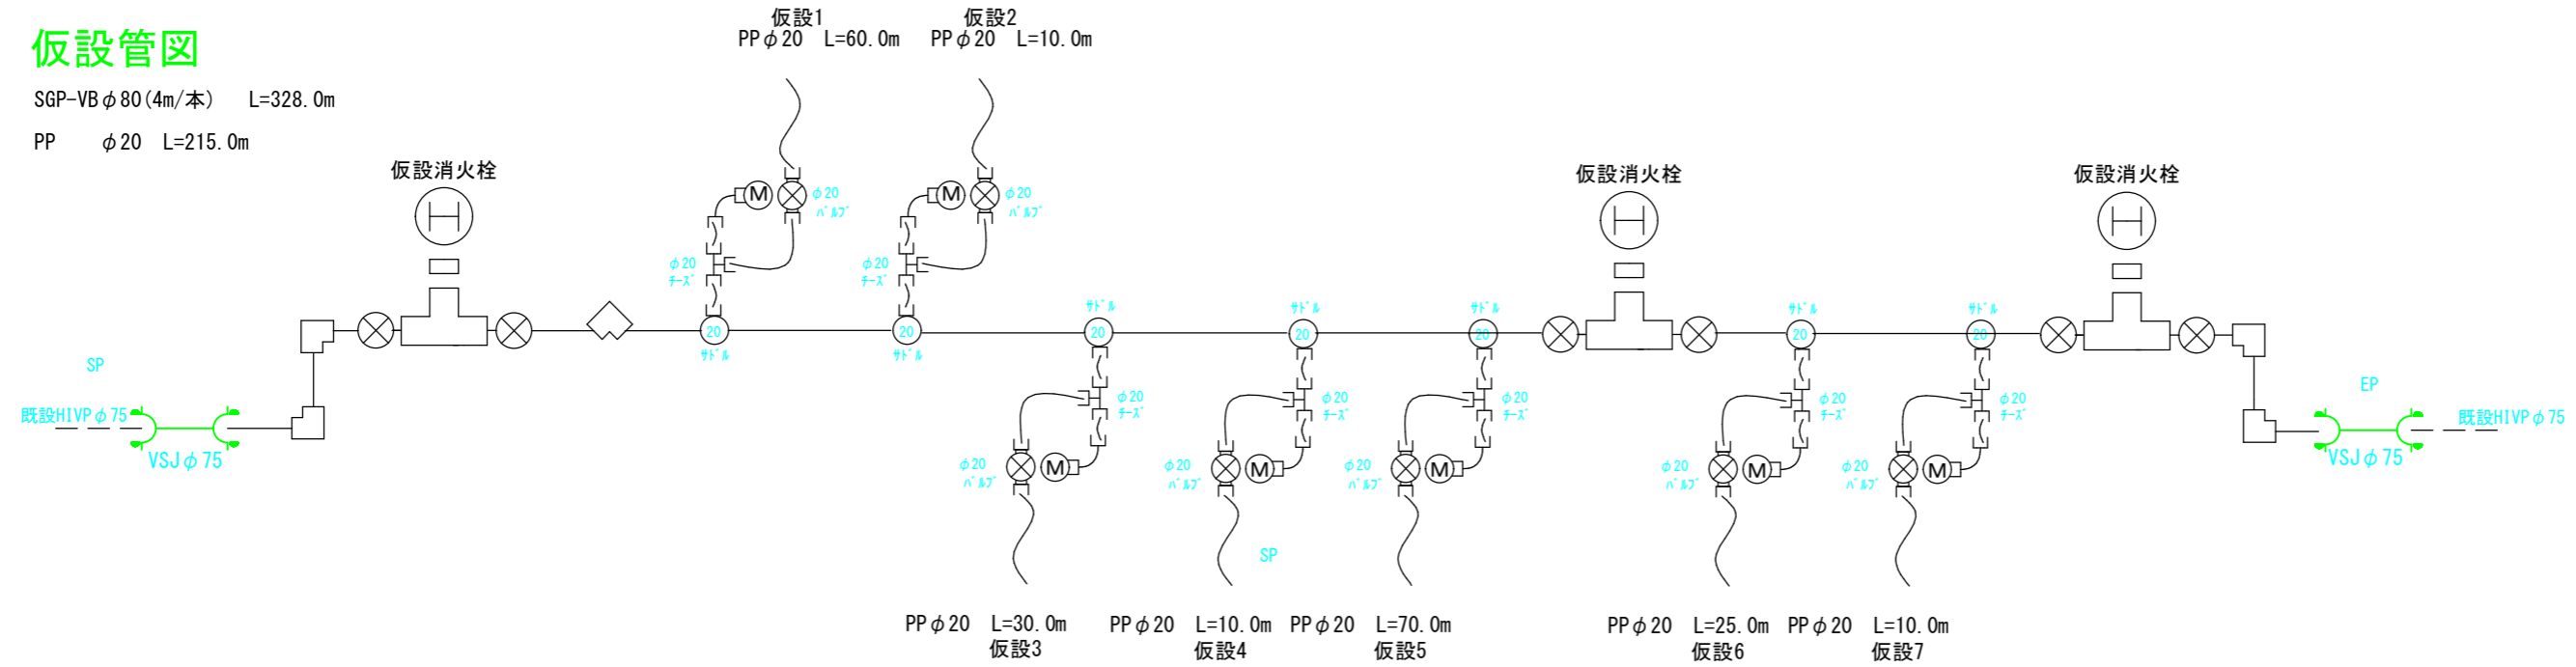 仮設管図
SGP-VBφ80(4m/本) L=328.0m
PP φ20 L=215.0m
仮設1
PPφ20 L=60.0m
仮設2
PPφ20 L=10.0m
仮設消火栓
仮設消火栓
仮設消火栓
M
φ20
ﾊﾞﾙﾌﾞ
M
φ20
ﾊﾞﾙﾌﾞ
φ20
ﾁｰｽﾞ
φ20
ﾁｰｽﾞ
20
ｻﾄﾞﾙ
20
ｻﾄﾞﾙ
ｻﾄﾞﾙ
20
ｻﾄﾞﾙ
20
ｻﾄﾞﾙ
20
ｻﾄﾞﾙ
20
ｻﾄﾞﾙ
20
SP
既設HIVPφ75
VSJφ75
φ20
ﾁｰｽﾞ
φ20
ﾁｰｽﾞ
φ20
ﾁｰｽﾞ
φ20
ﾁｰｽﾞ
φ20
ﾁｰｽﾞ
EP
既設HIVPφ75
VSJφ75
φ20
ﾊﾞﾙﾌﾞ
M
φ20
ﾊﾞﾙﾌﾞ
M
φ20
ﾊﾞﾙﾌﾞ
M
φ20
ﾊﾞﾙﾌﾞ
M
φ20
ﾊﾞﾙﾌﾞ
M
SP
PPφ20 L=30.0m
仮設3
PPφ20 L=10.0m
仮設4
PPφ20 L=70.0m
仮設5
PPφ20 L=25.0m
仮設6
PPφ20 L=10.0m
仮設7